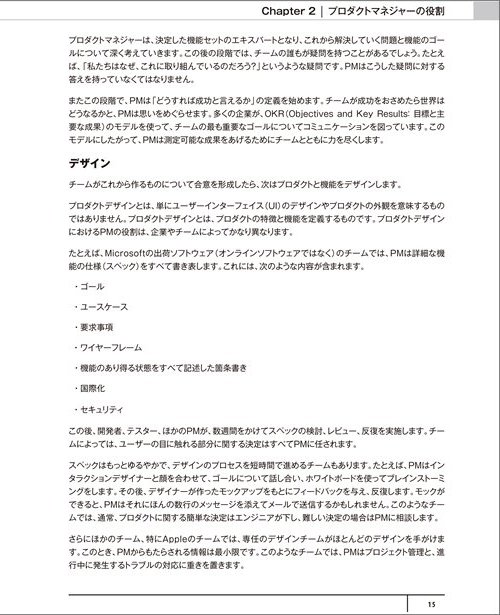 Chapter 2 | プロダクトマネジャーの役割
プロダクトマネジャーは、決定した機能セットのエキスパートとなり、これから解決していく問題と機能のゴー
ルについて深く考えていきます。この後の段階では、チームの誰もが疑問を持つことがあるでしょう。たとえ
ば、「私たちはなぜ、これに取り組んでいるのだろう?」というような疑問です。PMはこうした疑問に対する
答えを持っていなくてはなりません。
またこの段階で、PMは「どうすれば成功と言えるか」の定義を始めます。チームが成功をおさめたら世界は
どうなるかと、PMは思いをめぐらせます。多くの企業が、OKR(Objectives and Key Results: 目標と主
要な成果)のモデルを使って、チームの最も重要なゴールについてコミュニケーションを図っています。この
モデルにしたがって、PMは測定可能な成果をあげるためにチームとともに力を尽くします。
デザイン
チームがこれから作るものについて合意を形成したら、次はプロダクトと機能をデザインします。
プロダクトデザインとは、単にユーザーインターフェイス(UI)のデザインやプロダクトの外観を意味するもの
ではありません。プロダクトデザインとは、プロダクトの特徴と機能を定義するものです。プロダクトデザイン
におけるPMの役割は、企業やチームによってかなり異なります。
たとえば、Microsoftの出荷ソフトウェア(オンラインソフトウェアではなく)のチームでは、PMは詳細な機
能の仕様(スペック)をすべて書き表します。これには、次のような内容が含まれます。
・ゴール
・ユースケース
・要求事項
・ワイヤーフレーム
・機能のあり得る状態をすべて記述した箇条書き
・国際化
・セキュリティ
この後、開発者、テスター、ほかのPMが、数週間をかけてスペックの検討、レビュー、反復を実施します。チー
ムによっては、ユーザーの目に触れる部分に関する決定はすべてPMに任されます。
スペックはもっとゆるやかで、デザインのプロセスを短時間で進めるチームもあります。たとえば、PMはイン
タラクションデザイナーと顔を合わせて、ゴールについて話し合い、ホワイトボードを使ってブレインストーミ
ングをします。その後、デザイナーが作ったモックアップをもとにフィードバックを与え、反復します。モックが
できると、PMはそれにほんの数行のメッセージを添えてメールで送信するかもしれません。このようなチー
ムでは、通常、プロダクトに関する簡単な決定はエンジニアが下し、難しい決定の場合はPMに相談します。
さらにほかのチーム、特にAppleのチームでは、専任のデザインチームがほとんどのデザインを手がけま
す。このとき、PMからもたらされる情報は最小限です。このようなチームでは、PMはプロジェクト管理と、進
行中に発生するトラブルの対応に重きを置きます。
15